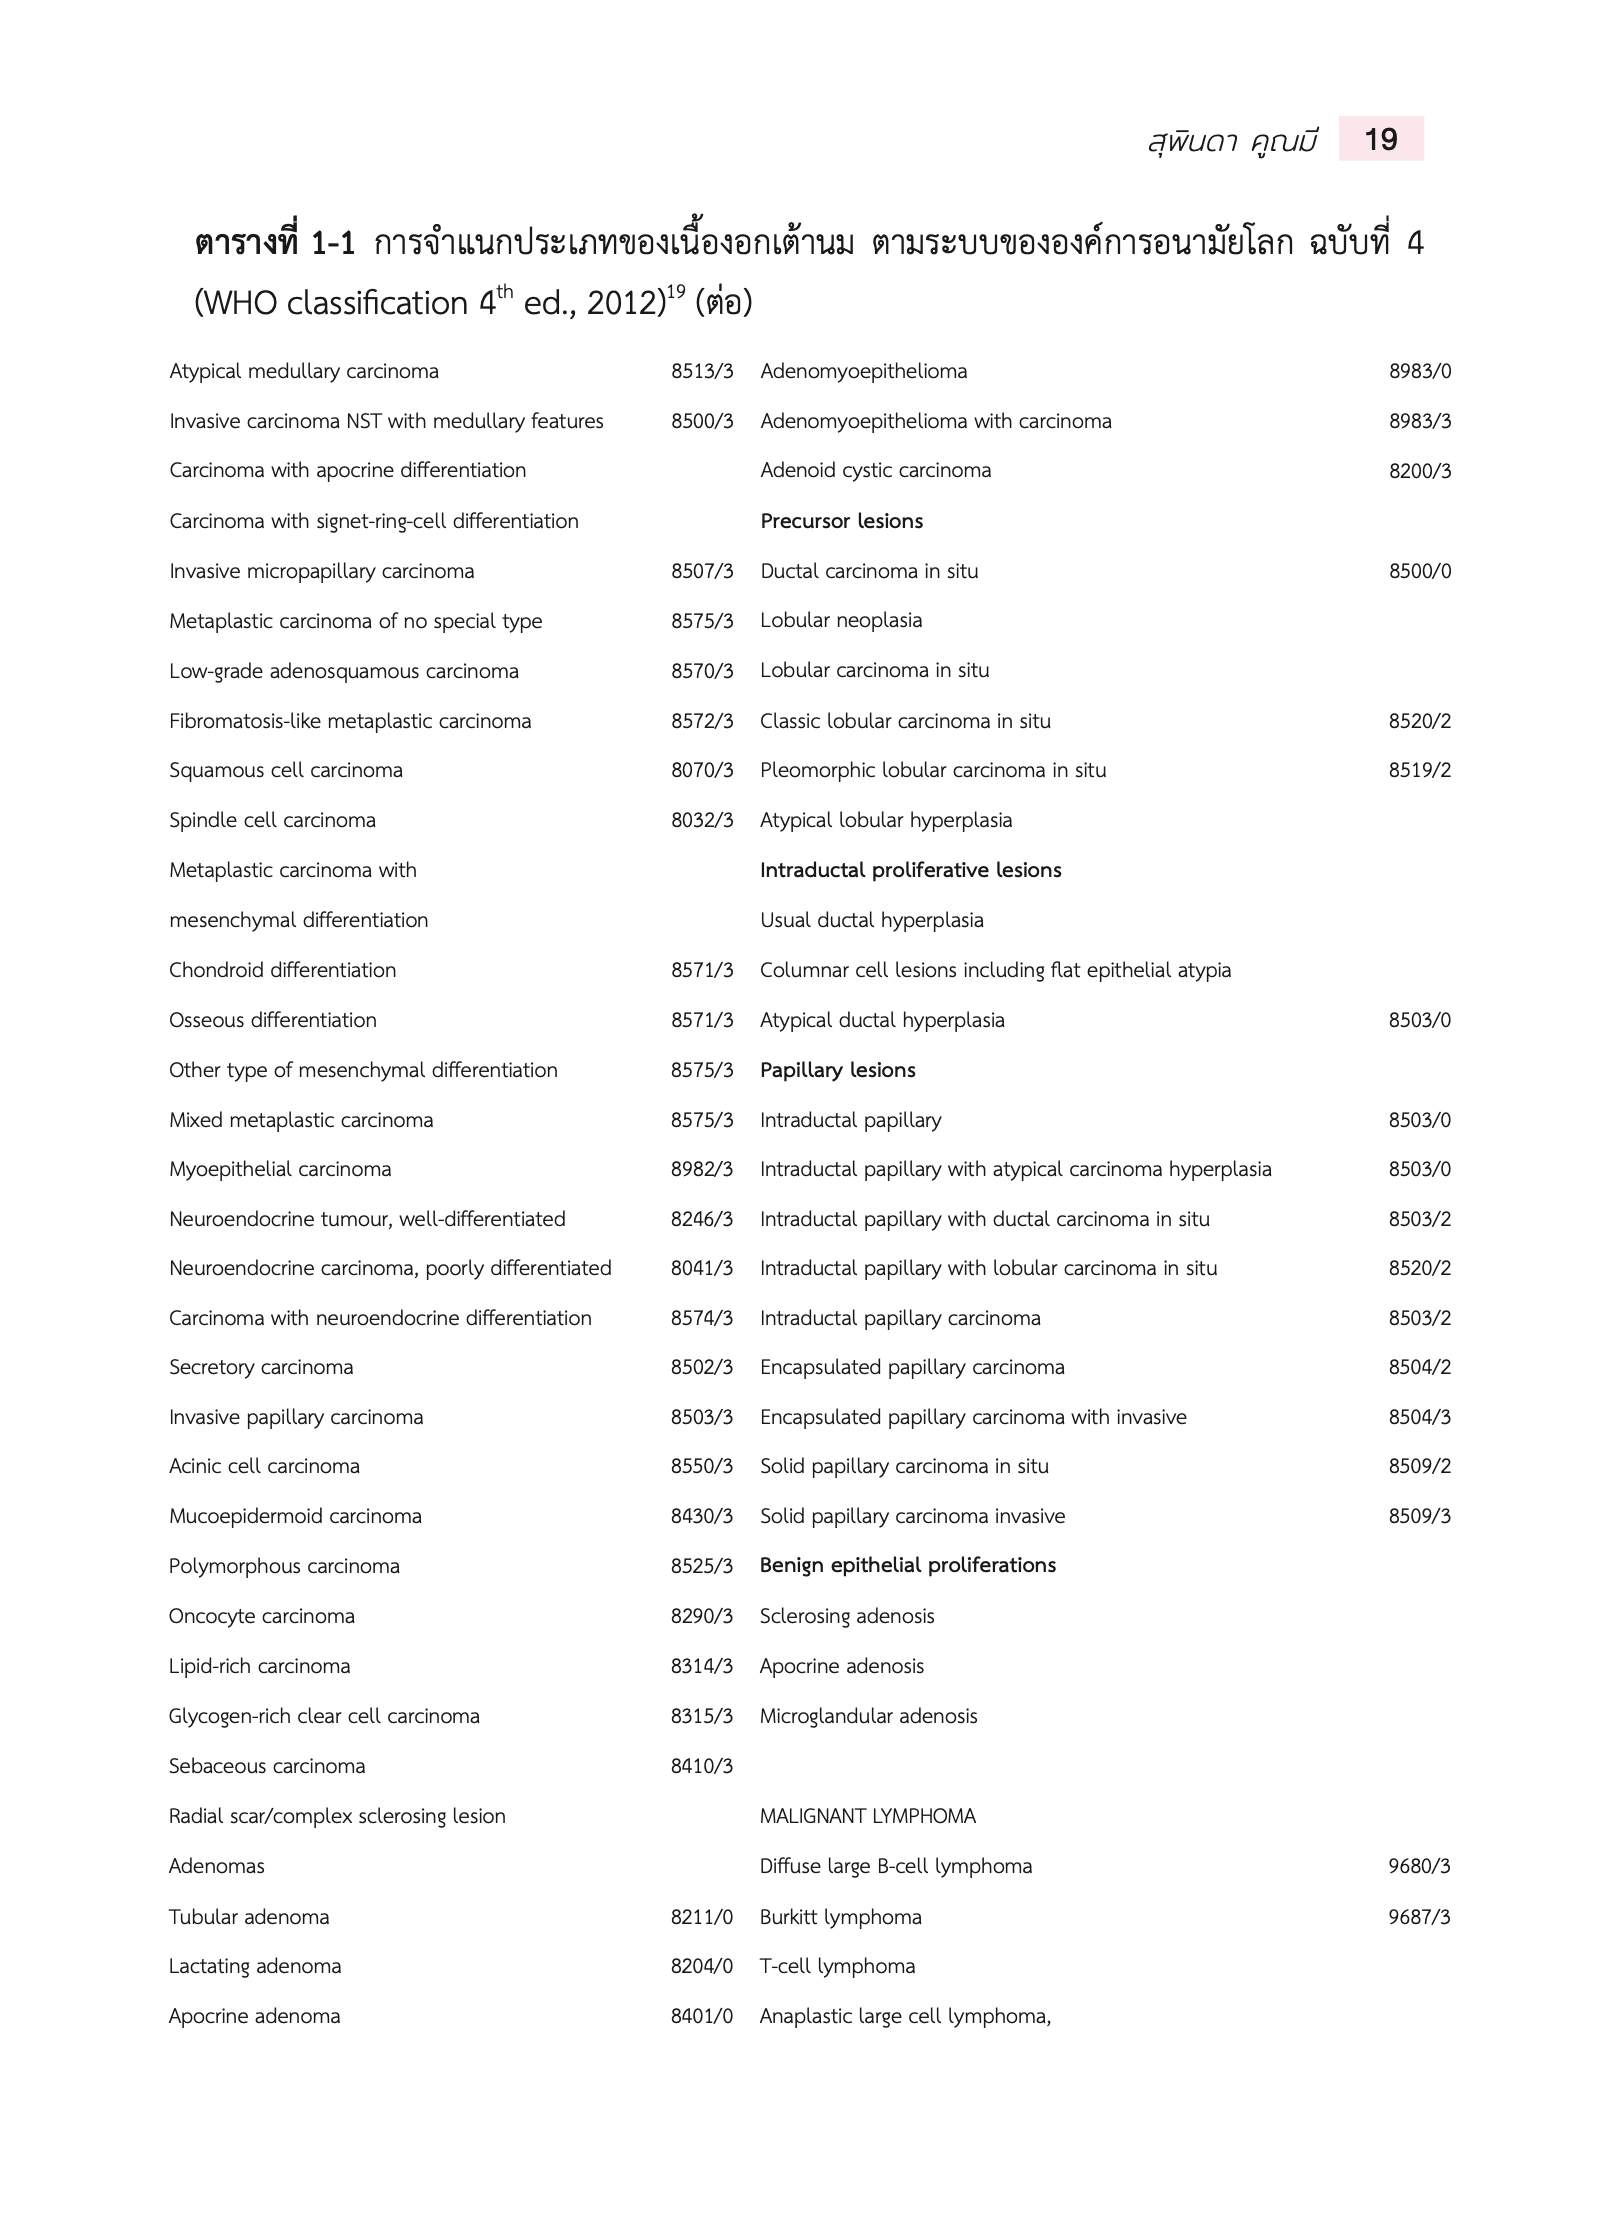 สุพินดา คูณมี 19
ตารางที่ 1-1 การจำแนกประเภทของเนื้องอกเต้านม ตามระบบขององค์การอนามัยโลก ฉบับที่ 4
(WHO classification 4th ed., 2012)19 (ต่อ)
Atypical medullary carcinoma 8513/3 Adenomyoepithelioma 8983/0
Invasive carcinoma NST with medullary features 8500/3 Adenomyoepithelioma with carcinoma 8983/3
Carcinoma with apocrine differentiation Adenoid cystic carcinoma 8200/3
Carcinoma with signet-ring-cell differentiation Precursor lesions
Invasive micropapillary carcinoma 8507/3 Ductal carcinoma in situ 8500/0
Metaplastic carcinoma of no special type 8575/3 Lobular neoplasia
Low-grade adenosquamous carcinoma 8570/3 Lobular carcinoma in situ
Fibromatosis-like metaplastic carcinoma 8572/3 Classic lobular carcinoma in situ 8520/2
Squamous cell carcinoma 8070/3 Pleomorphic lobular carcinoma in situ 8519/2
Spindle cell carcinoma 8032/3 Atypical lobular hyperplasia
Metaplastic carcinoma with Intraductal proliferative lesions
mesenchymal differentiation Usual ductal hyperplasia
Chondroid differentiation 8571/3 Columnar cell lesions including flat epithelial atypia
Osseous differentiation 8571/3 Atypical ductal hyperplasia 8503/0
Other type of mesenchymal differentiation 8575/3 Papillary lesions
Mixed metaplastic carcinoma 8575/3 Intraductal papillary 8503/0
Myoepithelial carcinoma 8982/3 Intraductal papillary with atypical carcinoma hyperplasia 8503/0
Neuroendocrine tumour, well-differentiated 8246/3 Intraductal papillary with ductal carcinoma in situ 8503/2
Neuroendocrine carcinoma, poorly differentiated 8041/3 Intraductal papillary with lobular carcinoma in situ 8520/2
Carcinoma with neuroendocrine differentiation 8574/3 Intraductal papillary carcinoma 8503/2
Secretory carcinoma 8502/3 Encapsulated papillary carcinoma 8504/2
Invasive papillary carcinoma 8503/3 Encapsulated papillary carcinoma with invasive 8504/3
Acinic cell carcinoma 8550/3 Solid papillary carcinoma in situ 8509/2
Mucoepidermoid carcinoma 8430/3 Solid papillary carcinoma invasive 8509/3
Polymorphous carcinoma 8525/3 Benign epithelial proliferations
Oncocyte carcinoma 8290/3 Sclerosing adenosis
Lipid-rich carcinoma 8314/3 Apocrine adenosis
Glycogen-rich clear cell carcinoma 8315/3 Microglandular adenosis
Sebaceous carcinoma 8410/3
Radial scar/complex sclerosing lesion MALIGNANT LYMPHOMA
Adenomas Diffuse large B-cell lymphoma 9680/3
Tubular adenoma 8211/0 Burkitt lymphoma 9687/3
Lactating adenoma 8204/0 T-cell lymphoma
Apocrine adenoma 8401/0 Anaplastic large cell lymphoma,